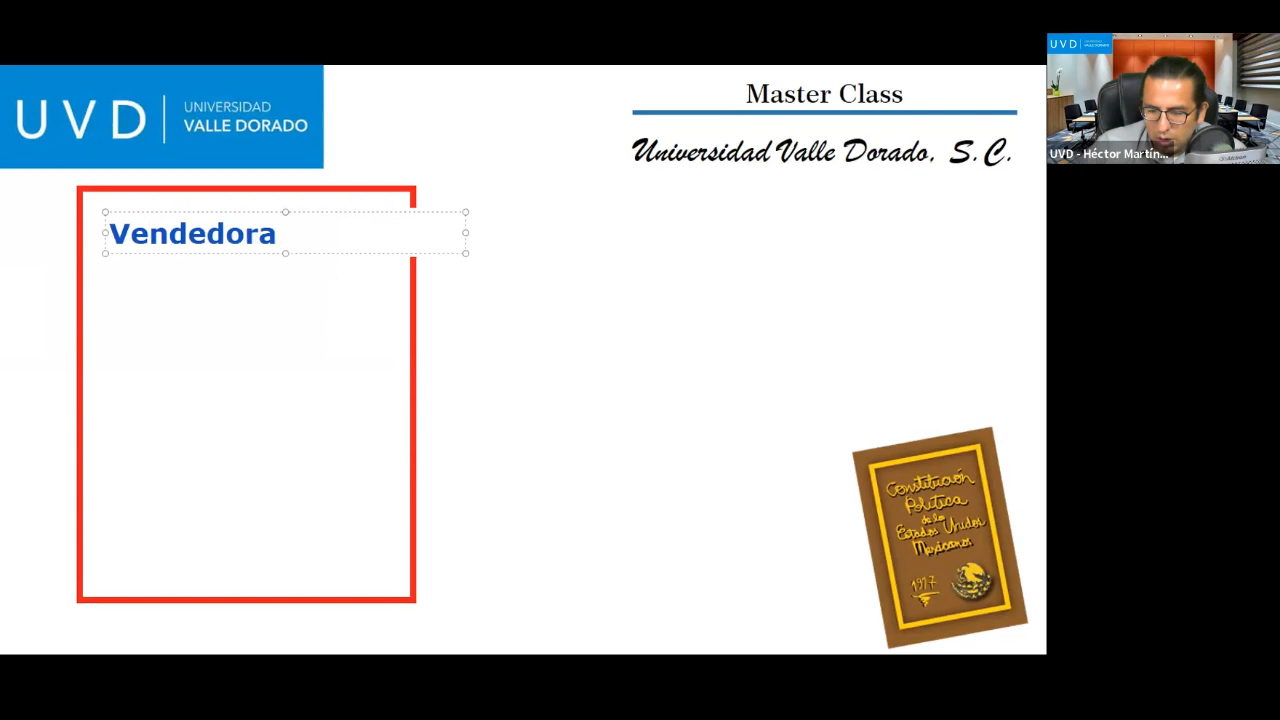 UVD
UNIVERSIDAD
VALLE DORADO
Master Class
Universidad Valle Dorado, S.C.
Vendedora
Constitución
Política
de los
Estados Unidos
Mexicanos
1917
UVD
UVD - Héctor Martín...